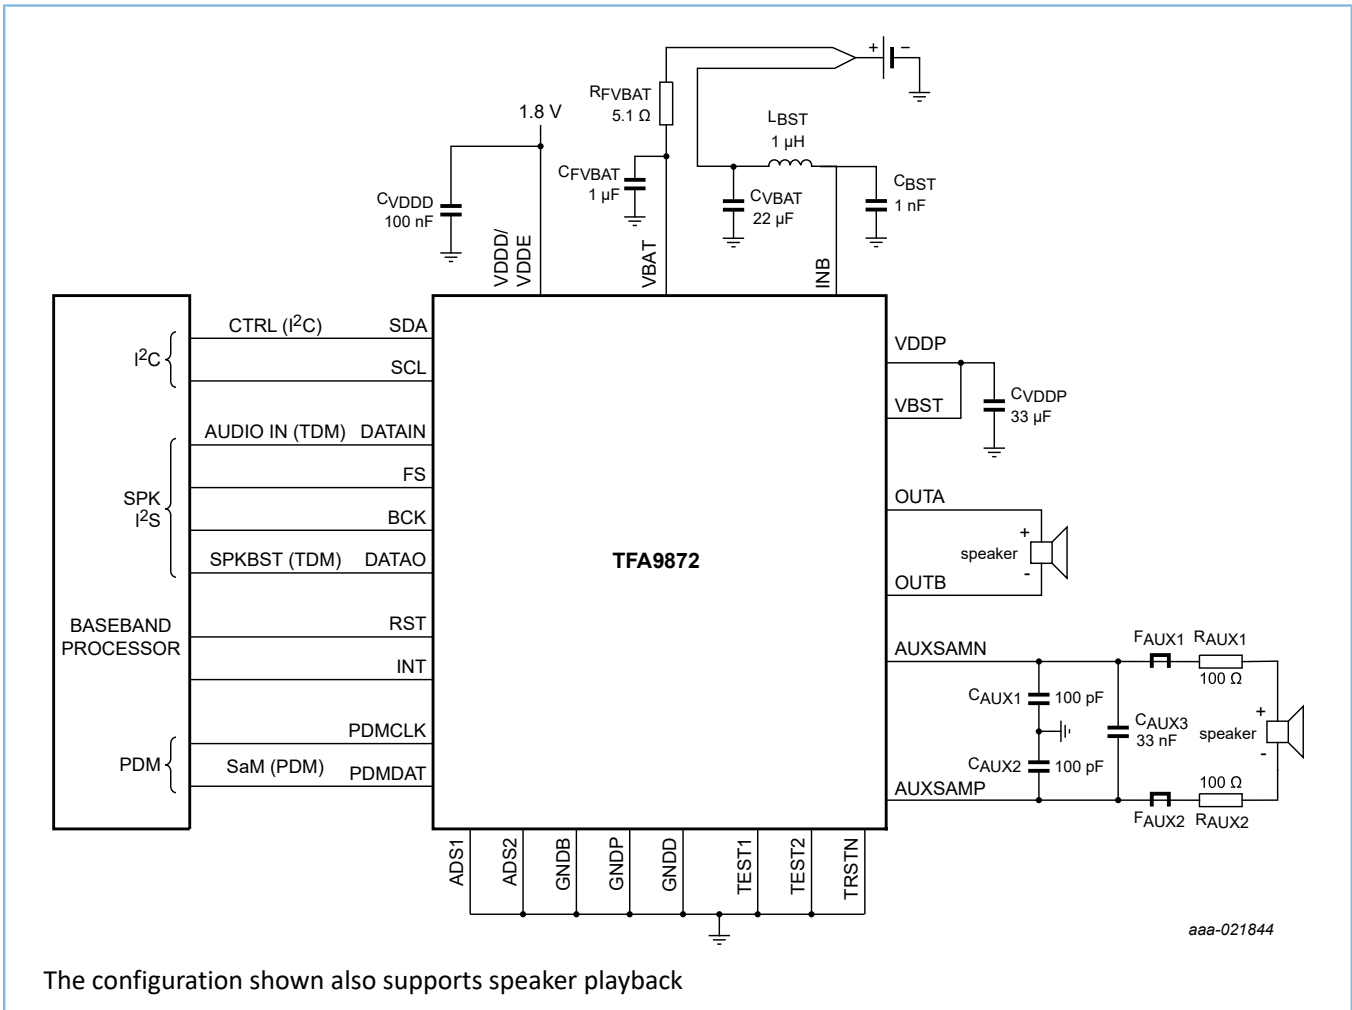 + −
RFVBAT
5.1 Ω
1.8 V
LBST
1 µH
CFVBAT
1 µF
CBST
1 nF
CVBAT
22 µF
CVDDD
100 nF
VDDD/
VDDE
VBAT
INB
CTRL (I2C) SDA
I2C
SCL
VDDP
VBST
CVDDP
33 µF
AUDIO IN (TDM) DATAIN
FS
SPK
I2S
BCK
SPKBST (TDM) DATAO
OUTA
+
speaker
-
OUTB
TFA9872
BASEBAND
PROCESSOR
RST
INT
PDMCLK
PDM
SaM (PDM) PDMDAT
AUXSAMN
FAUX1 RAUX1
100 Ω
CAUX1 100 pF
CAUX3
33 nF
+
speaker
-
CAUX2 100 pF
100 Ω
AUXSAMP
FAUX2 RAUX2
ADS1
ADS2
GNDB
GNDP
GNDD
TEST1
TEST2
TRSTN
aaa-021844
The configuration shown also supports speaker playback